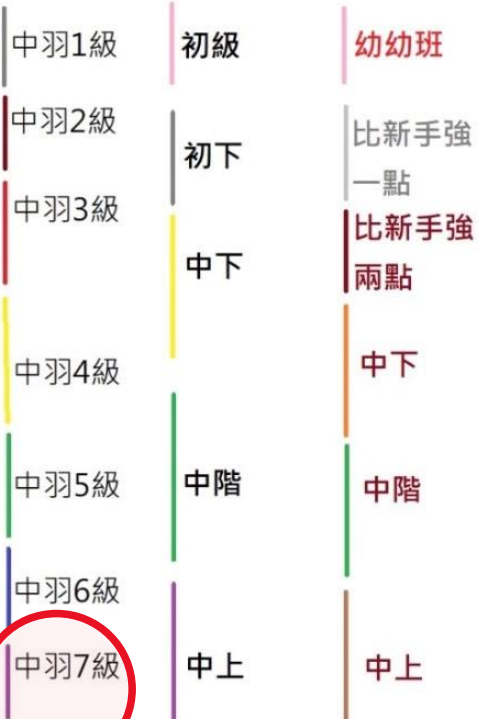 中羽1級
初級
幼幼班
中羽2級
初下
比新手強
一點
中羽3級
比新手強
兩點
中下
中羽4級
中下
中羽5級
中階
中階
中羽6級
中羽7級
中上
中上